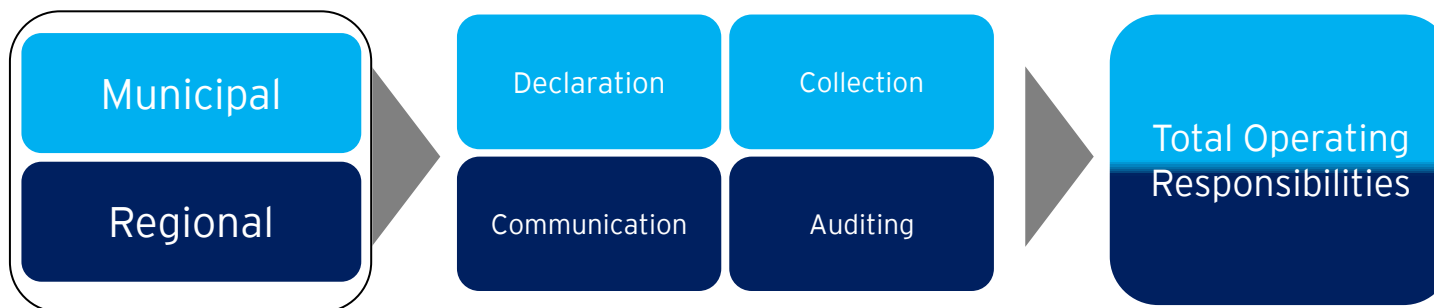 Municipal
Regional
Declaration
Collection
Communication
Auditing
Total Operating
Responsibilities